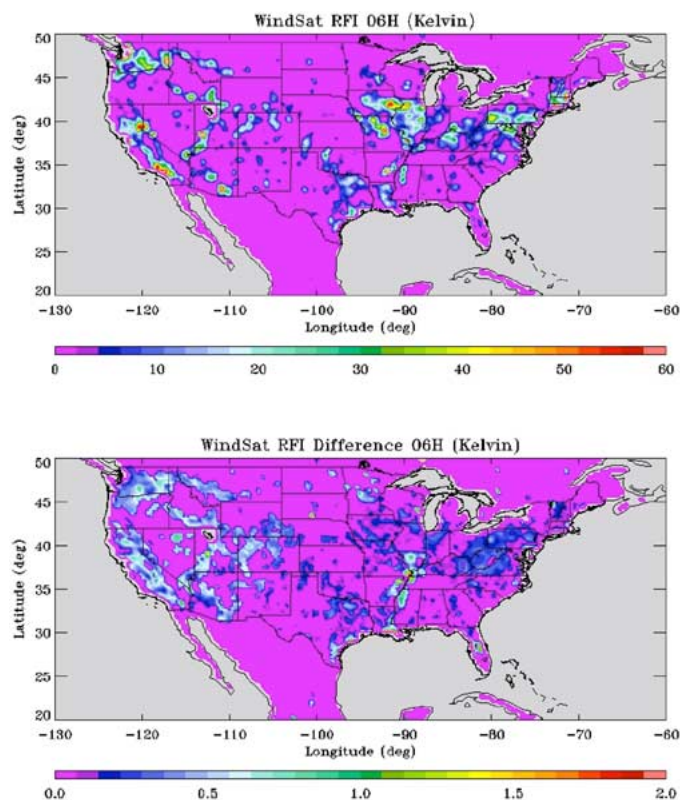 WindSat RFI 06H (Kelvin)
50
45
40
35
30
25
20
Latitude (deg)
-130 -120 -110 -100 -90 -80 -70 -60
Longitude (deg)
0 10 20 30 40 50 60
WindSat RFI Difference 06H (Kelvin)
50
45
40
35
30
25
20
Latitude (deg)
-130 -120 -110 -100 -90 -80 -70 -60
Longitude (deg)
0.0 0.5 1.0 1.5 2.0